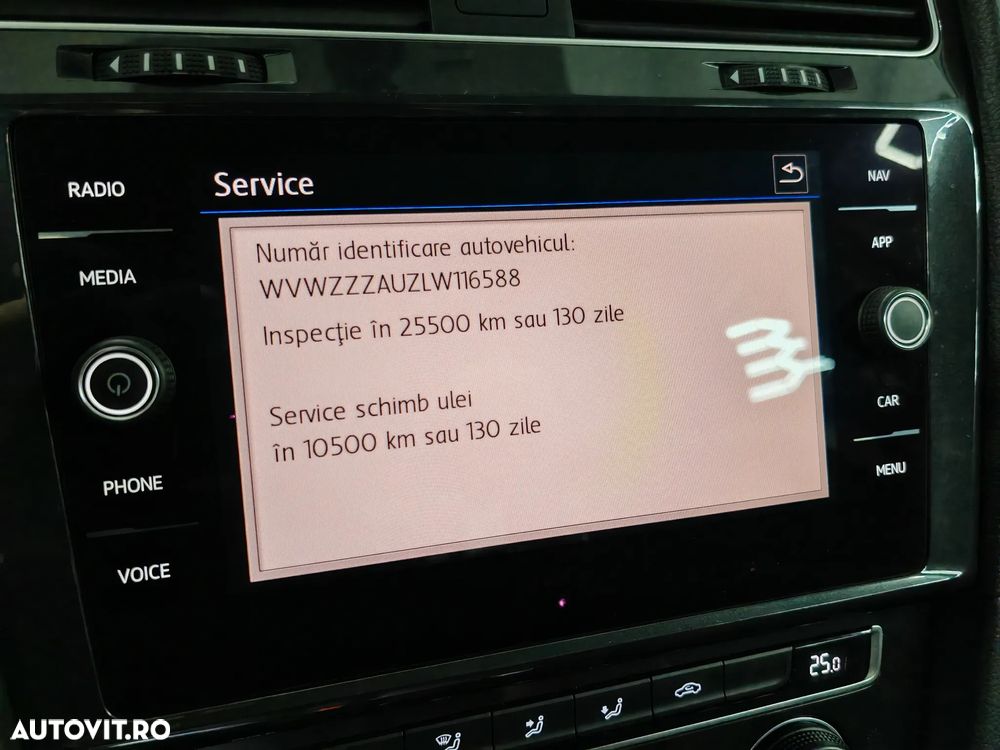 RADIO
MEDIA
PHONE
VOICE
Service
Număr identificare autovehicul:
WVWZZZAUZLW116588
Inspecţie în 25500 km sau 130 zile
Service schimb ulei
în 10500 km sau 130 zile
NAV
APP
CAR
MENU
25.0
AUTOVIT.RO